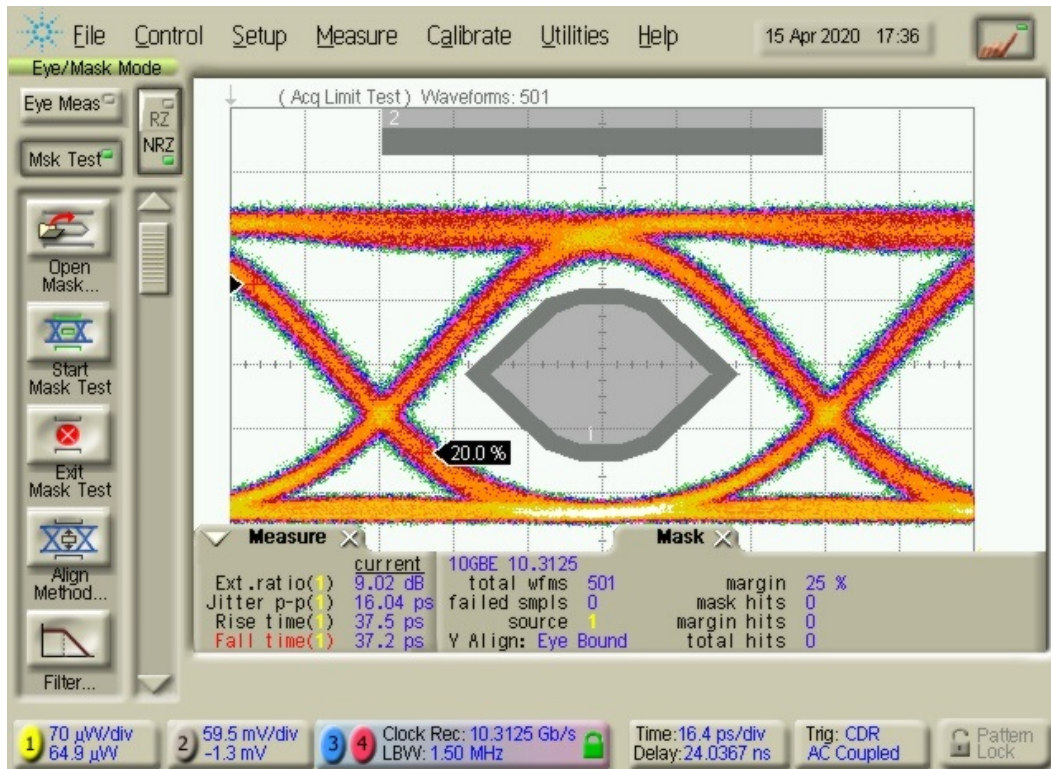 File Control Setup Measure Calibrate Utilities Help 15 Apr 2020 17:36
Eye/Mask Mode
Eye Meas
RZ
NRZ
Msk Test
(Acq Limit Test) Waveforms: 501
2
Open
Mask...
Start
Mask Test
Exit
Mask Test
Align
Method...
Filter...
1
20.0 %
Measure
current
Ext.ratio(1) 9.02 dB
Jitter p-p(1) 16.04 ps
Rise time(1) 37.5 ps
Fall time(1) 37.2 ps
Mask
10GBE 10.3125
total wfms 501 margin 25 %
failed smpls 0 mask hits 0
source 1 margin hits 0
Y Align: Eye Bound total hits 0
1 70 µW/div
64.9 µW
2 59.5 mV/div
-1.3 mV
3 4 Clock Rec: 10.3125 Gb/s
LBW: 1.50 MHz
Time:16.4 ps/div
Delay:24.0367 ns
Trig: CDR
AC Coupled
Pattern
Lock